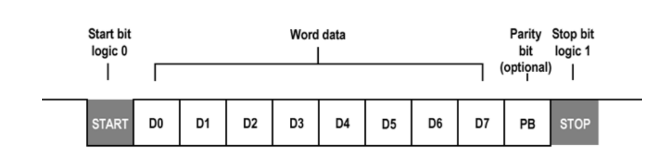 Start bit
logic 0
Word data
Parity
bit
(optional)
Stop bit
logic 1
START D0 D1 D2 D3 D4 D5 D6 D7 PB STOP